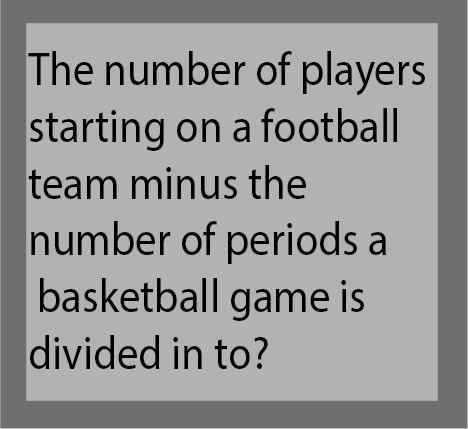 The number of players
starting on a football
team minus the
number of periods a
basketball game is
divided in to?